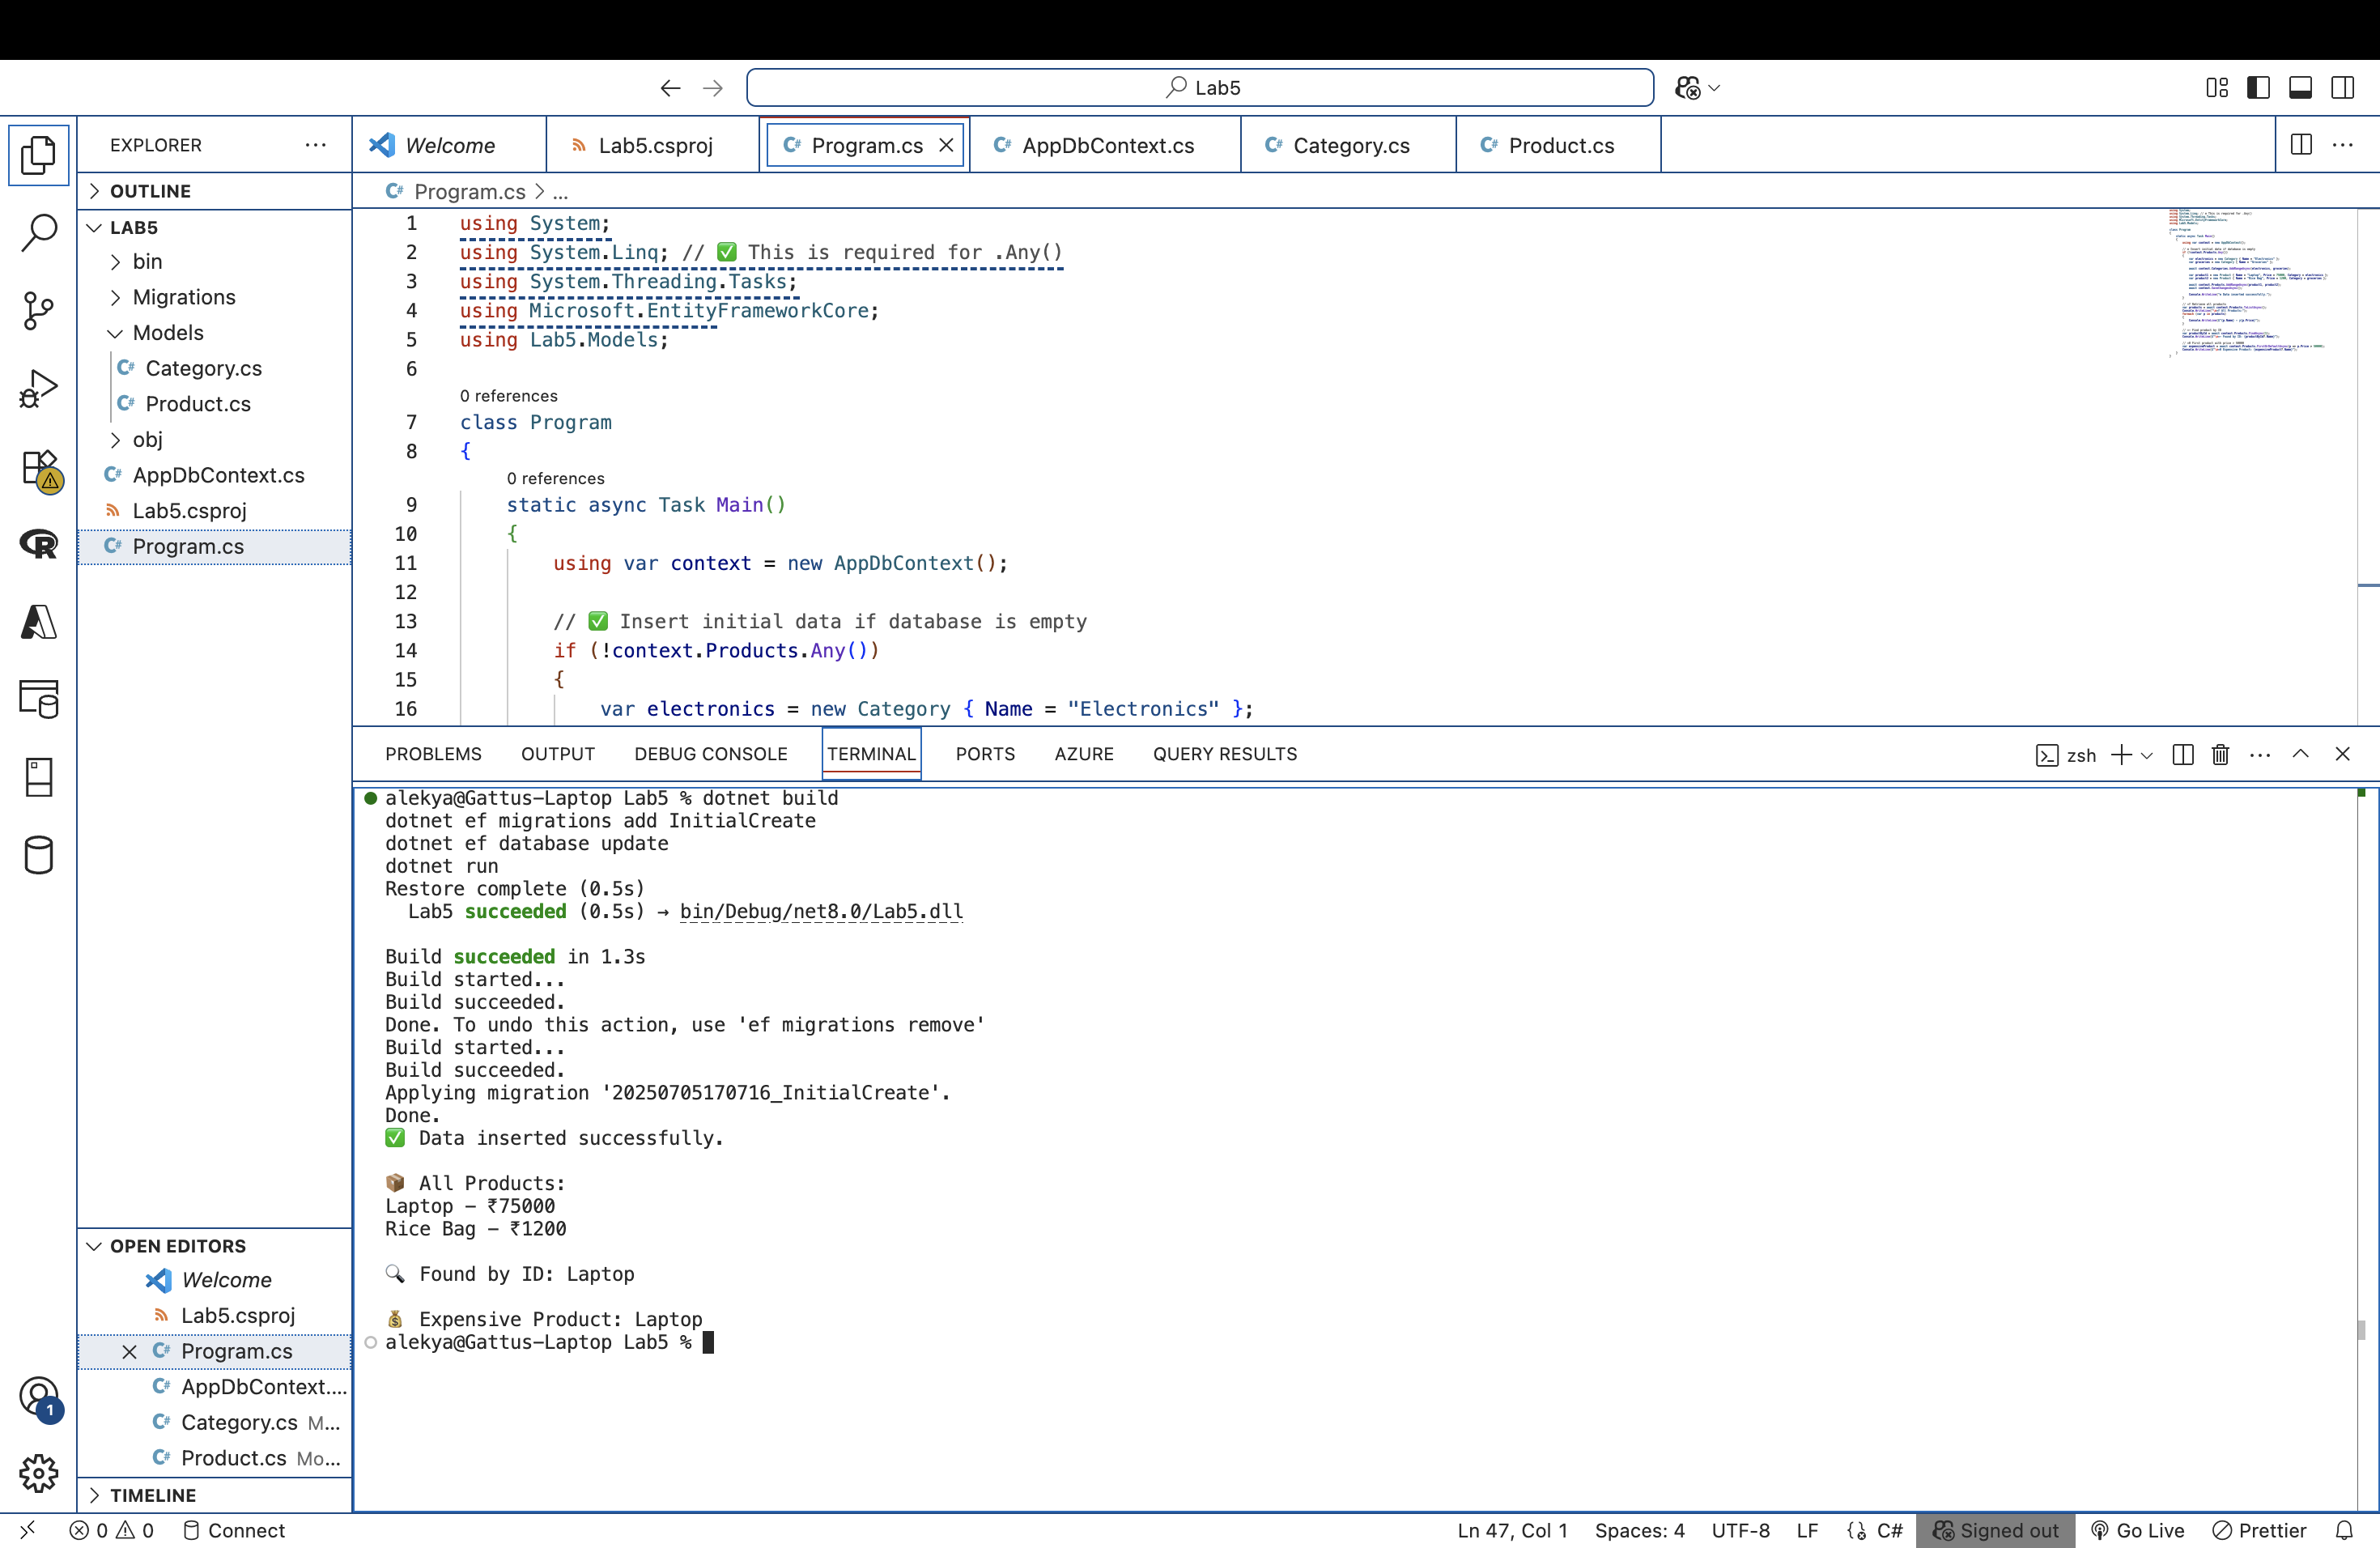 Lab5
EXPLORER
OUTLINE
LAB5
bin
Migrations
Models
Category.cs
Product.cs
obj
AppDbContext.cs
Lab5.csproj
Program.cs
OPEN EDITORS
Welcome
Lab5.csproj
Program.cs
AppDbContext....
Category.cs M...
Product.cs Mo...
TIMELINE
Welcome
Lab5.csproj
Program.cs
AppDbContext.cs
Category.cs
Product.cs
Program.cs > ...
1 using System;
2 using System.Linq; // ✅ This is required for .Any()
3 using System.Threading.Tasks;
4 using Microsoft.EntityFrameworkCore;
5 using Lab5.Models;
6
0 references
7 class Program
8 {
0 references
9 static async Task Main()
10 {
11 using var context = new AppDbContext();
12
13 // ✅ Insert initial data if database is empty
14 if (!context.Products.Any())
15 {
16 var electronics = new Category { Name = "Electronics" };
PROBLEMS OUTPUT DEBUG CONSOLE TERMINAL PORTS AZURE QUERY RESULTS
zsh
alekya@Gattus-Laptop Lab5 % dotnet build
dotnet ef migrations add InitialCreate
dotnet ef database update
dotnet run
Restore complete (0.5s)
Lab5 succeeded (0.5s) → bin/Debug/net8.0/Lab5.dll
Build succeeded in 1.3s
Build started...
Build succeeded.
Done. To undo this action, use 'ef migrations remove'
Build started...
Build succeeded.
Applying migration '20250705170716_InitialCreate'.
Done.
✅ Data inserted successfully.
📦 All Products:
Laptop - ₹75000
Rice Bag - ₹1200
🔍 Found by ID: Laptop
💰 Expensive Product: Laptop
alekya@Gattus-Laptop Lab5 %
1
0 0 Connect
Ln 47, Col 1 Spaces: 4 UTF-8 LF C# Signed out Go Live Prettier